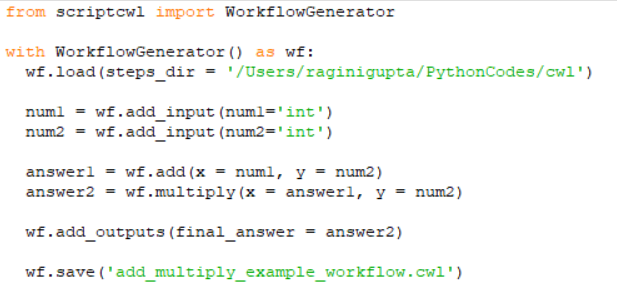 from scriptcwl import WorkflowGenerator
with WorkflowGenerator() as wf:
  wf.load(steps_dir = '/Users/raginigupta/PythonCodes/cwl')
  num1 = wf.add_input(num1='int')
  num2 = wf.add_input(num2='int')
  answer1 = wf.add(x = num1, y = num2)
  answer2 = wf.multiply(x = answer1, y = num2)
  wf.add_outputs(final_answer = answer2)
  wf.save('add_multiply_example_workflow.cwl')